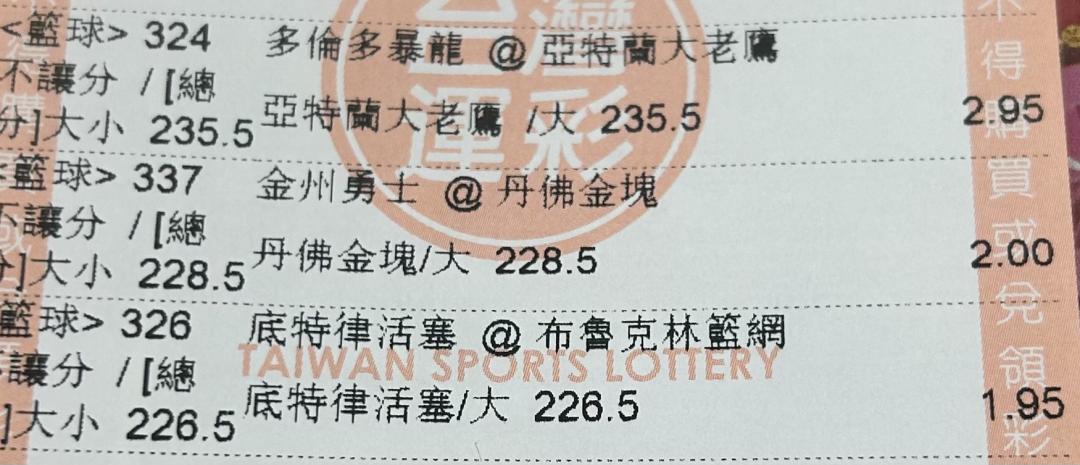 <籃球> 324 多倫多暴龍 @ 亞特蘭大老鷹
不讓分 / [總
分]大小 235.5 亞特蘭大老鷹 /大 235.5 2.95
<籃球> 337 金州勇士 @ 丹佛金塊
不讓分 / [總
分]大小 228.5 丹佛金塊/大 228.5 2.00
籃球> 326 底特律活塞 @ 布魯克林籃網
讓分 / [總
]大小 226.5 底特律活塞/大 226.5 1.95
台灣
運彩
TAIWAN SPORTS LOTTERY
不得購買或兌領彩